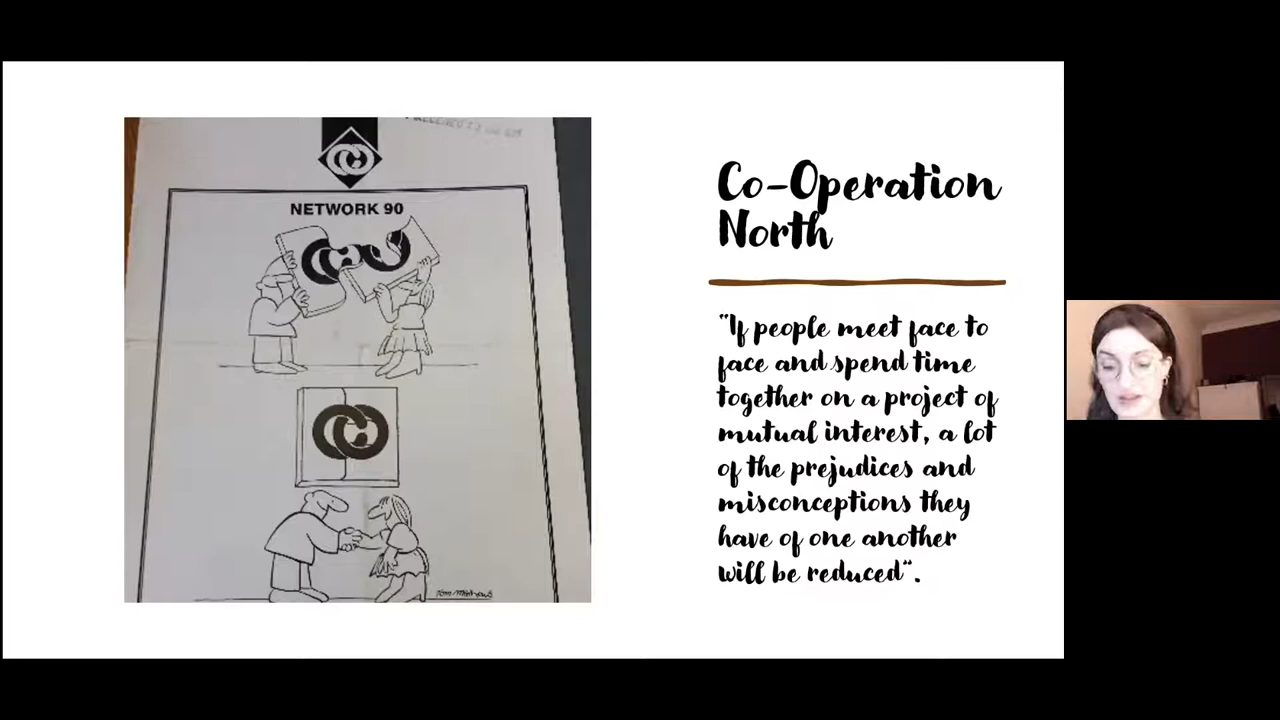 NETWORK 90
Co-Operation
North
"If people meet face to
face and spend time
together on a project of
mutual interest, a lot
of the prejudices and
misconceptions they
have of one another
will be reduced".